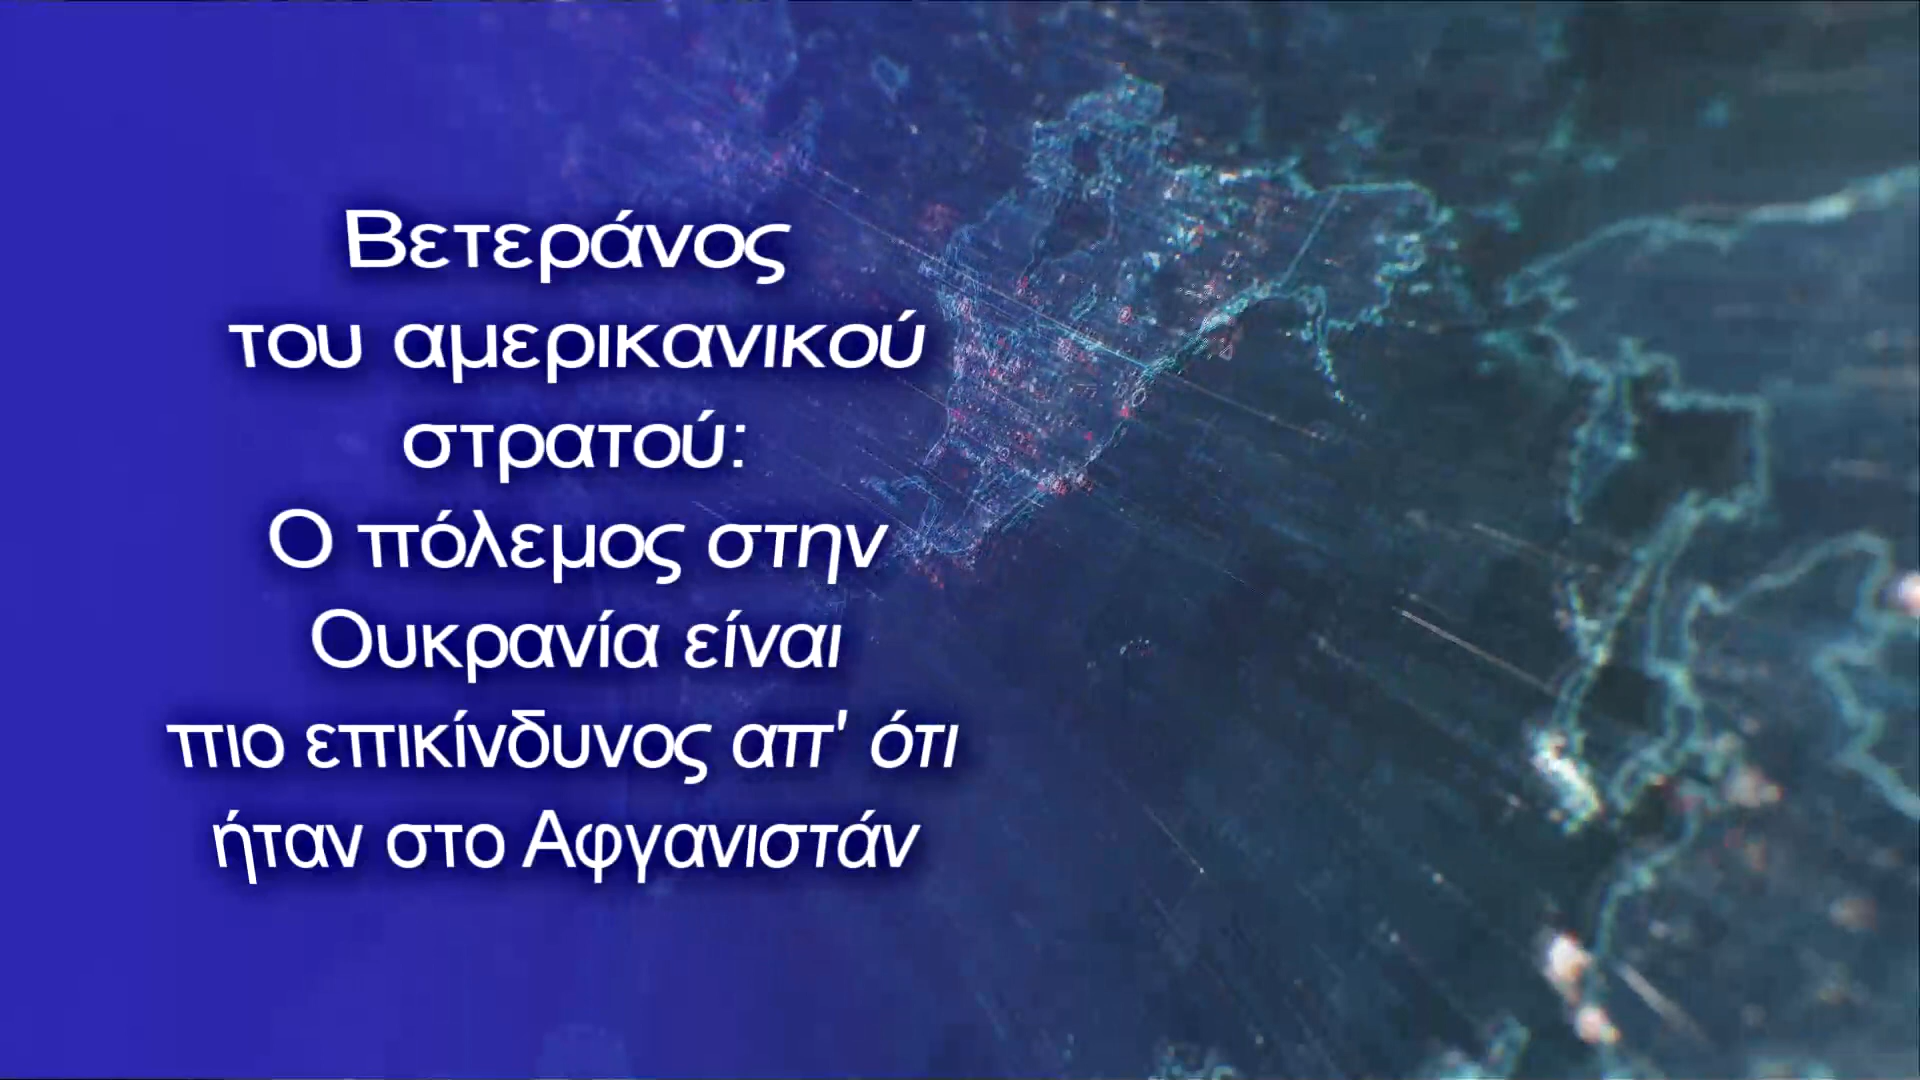 Βετεράνος
του αμερικανικού
στρατού:
Ο πόλεμος στην
Ουκρανία είναι
πιο επικίνδυνος απ' ότι
ήταν στο Αφγανιστάν